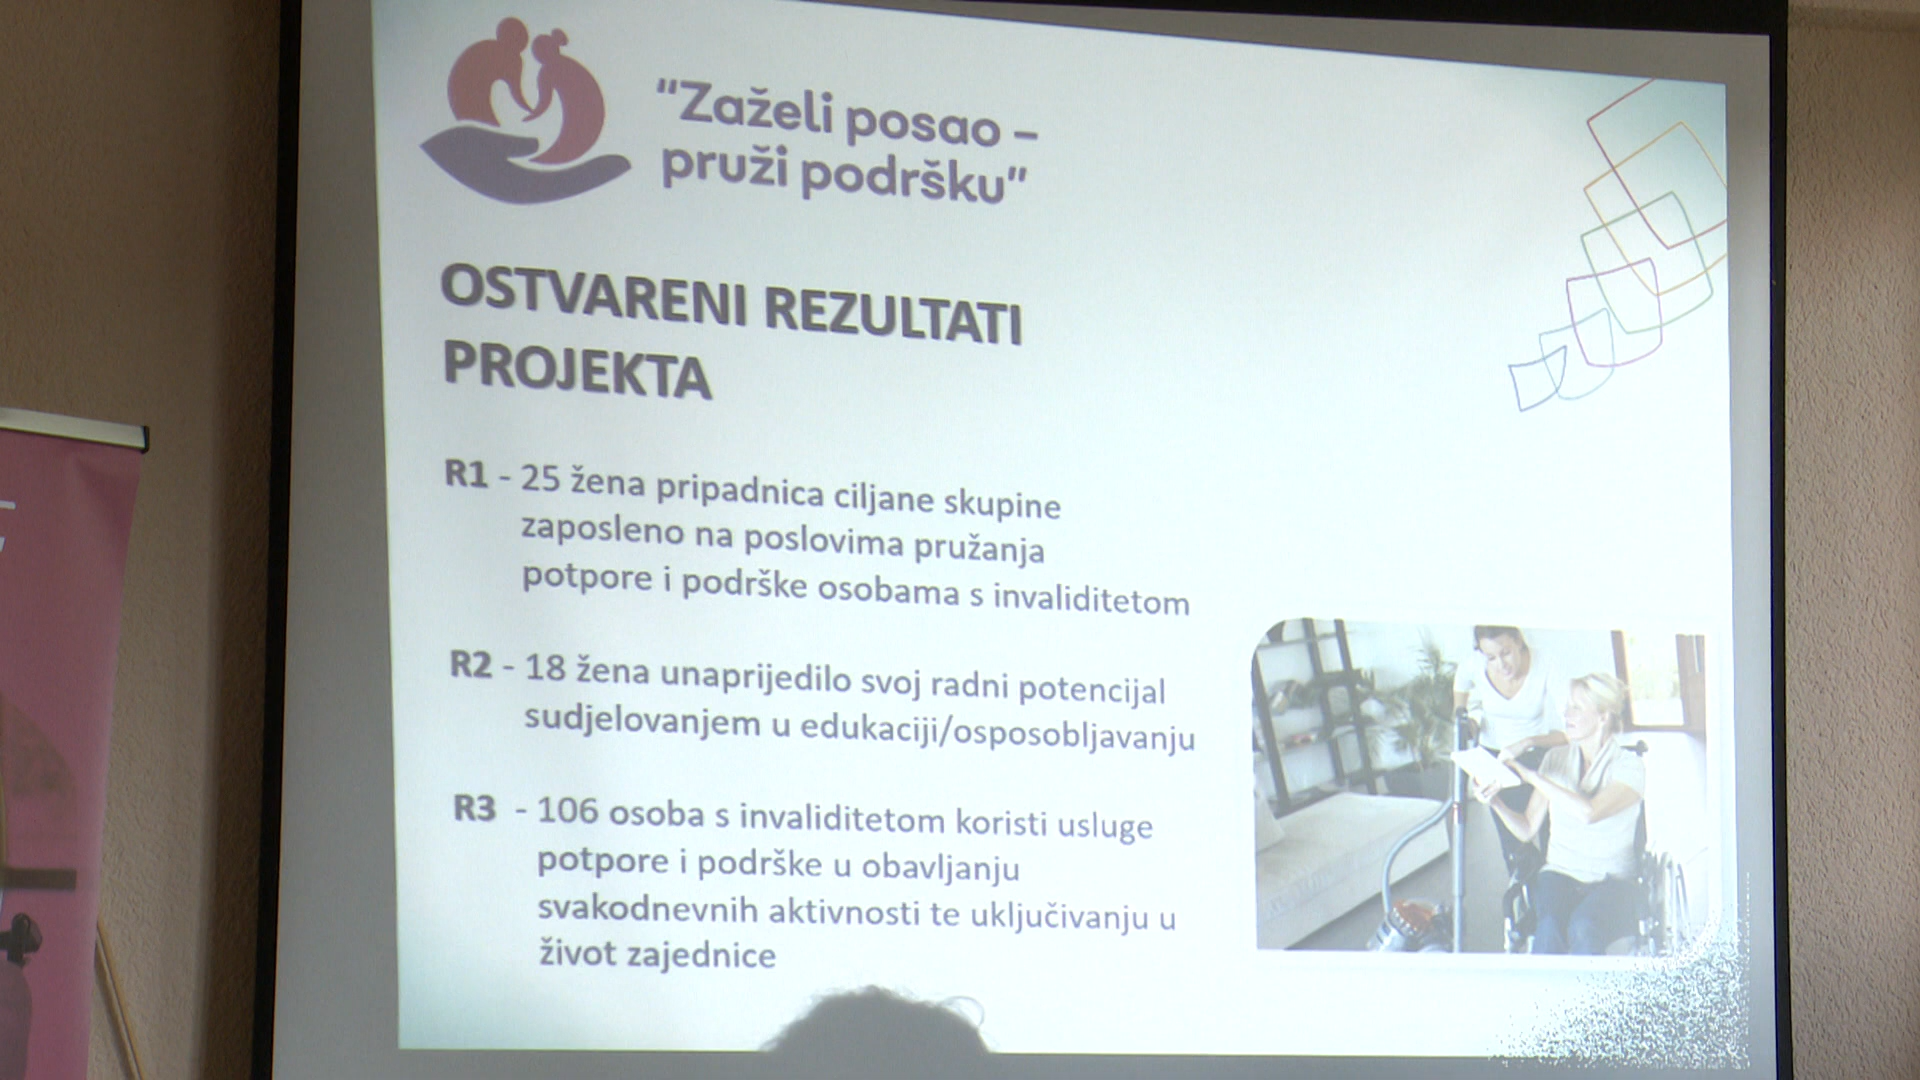 "Zaželi posao –
pruži podršku"
OSTVARENI REZULTATI
PROJEKTA
R1 - 25 žena pripadnica ciljane skupine
zaposleno na poslovima pružanja
potpore i podrške osobama s invaliditetom
R2 - 18 žena unaprijedilo svoj radni potencijal
sudjelovanjem u edukaciji/osposobljavanju
R3 - 106 osoba s invaliditetom koristi usluge
potpore i podrške u obavljanju
svakodnevnih aktivnosti te uključivanju u
život zajednice